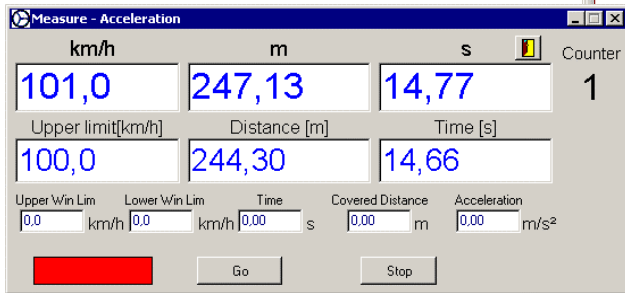 Measure - Acceleration
km/h m s Counter
101,0 247,13 14,77 1
Upper limit[km/h] Distance [m] Time [s]
100,0 244,30 14,66
Upper Win Lim Lower Win Lim Time Covered Distance Acceleration
0,0 km/h 0,0 km/h 0,00 s 0,00 m 0,00 m/s²
Go Stop